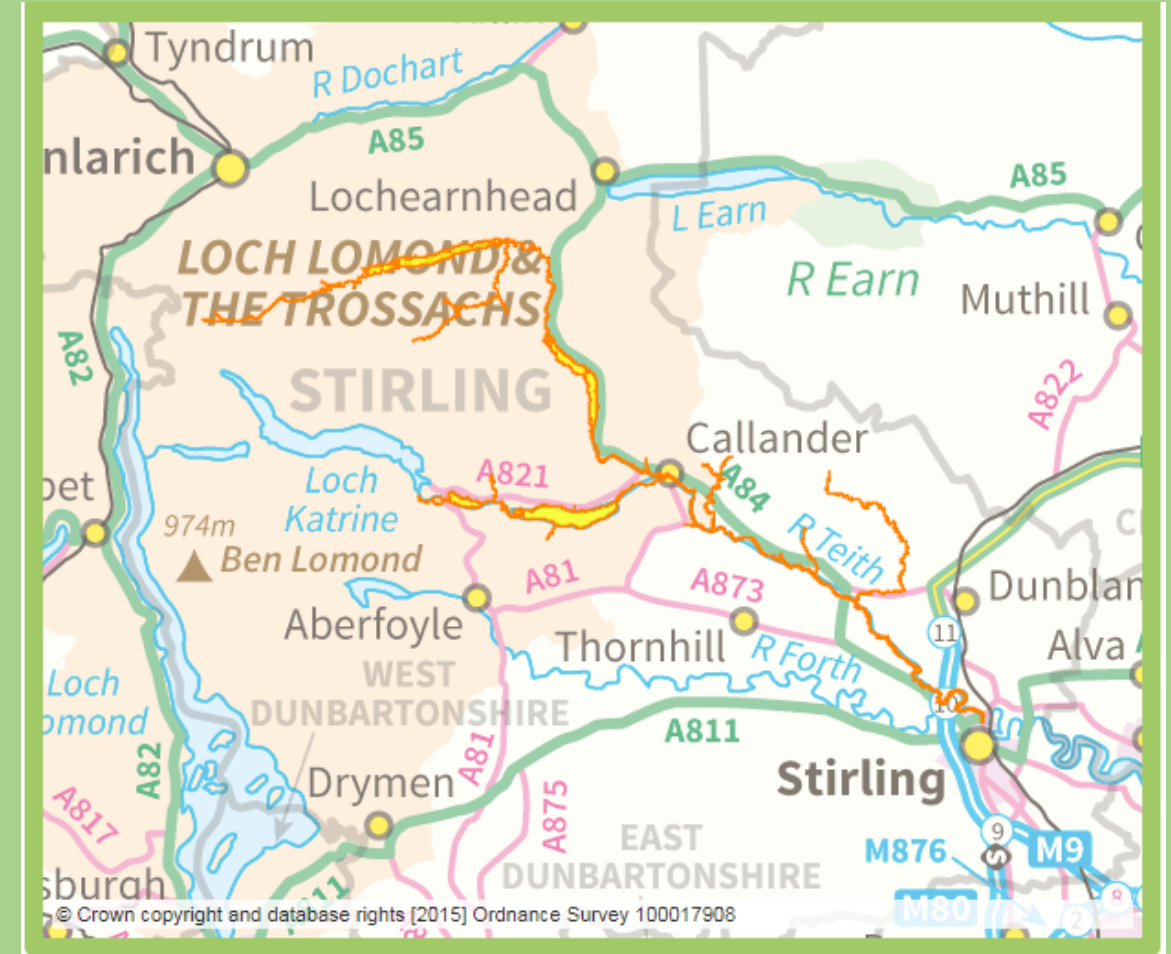 Tyndrum
R Dochart
A85
nlarich
Lochearnhead
A85
L Earn
LOCH LOMOND &
THE TROSSACHS
R Earn
Muthill
A82
A822
STIRLING
Callander
A821
A84
Loch
Katrine
bet
974m
Ben Lomond
R Teith
A81
A873
Dunblan
11
Aberfoyle
Thornhill
R Forth
Alva
WEST
DUNBARTONSHIRE
Loch
omond
10
A811
A81
Stirling
A82
Drymen
A875
A817
EAST
DUNBARTONSHIRE
9
M876
S
M9
sburgh
A811
8
M80
2
© Crown copyright and database rights [2015] Ordnance Survey 100017908